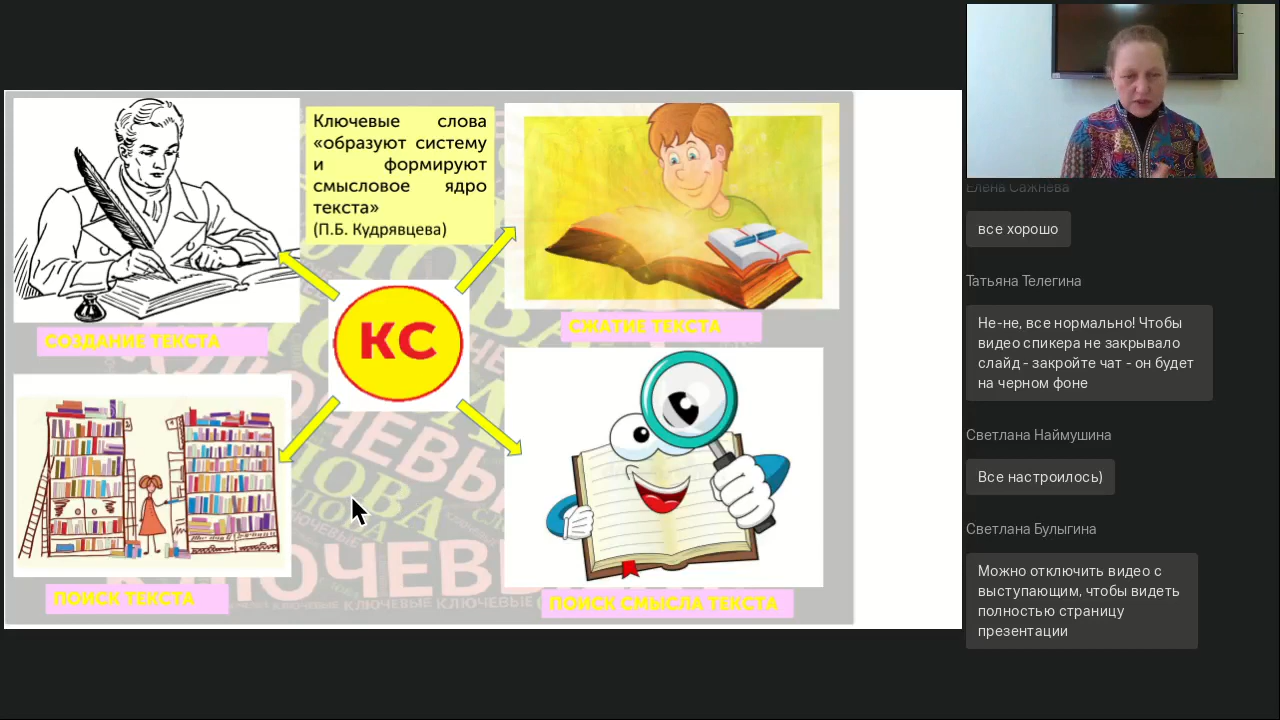 Ключевые слова
«образуют систему
и формируют
смысловое ядро
текста»
(П.Б. Кудрявцева)
КС
СОЗДАНИЕ ТЕКСТА
СЖАТИЕ ТЕКСТА
ПОИСК ТЕКСТА
ПОИСК СМЫСЛА ТЕКСТА
Елена Сажнева
все хорошо
Татьяна Телегина
Не-не, все нормально! Чтобы
видео спикера не закрывало
слайд - закройте чат - он будет
на черном фоне
Светлана Наймушина
Все настроилось)
Светлана Булыгина
Можно отключить видео с
выступающим, чтобы видеть
полностью страницу
презентации